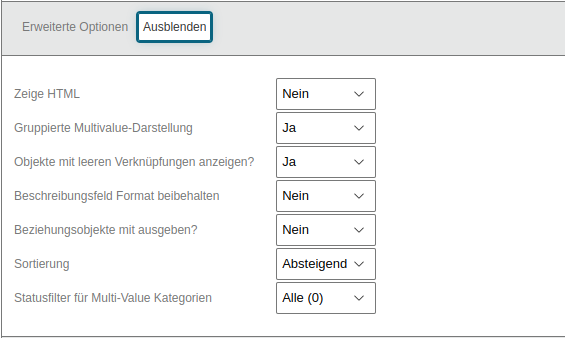 Erweiterte Optionen Ausblenden
Zeige HTML Nein
Gruppierte Multivalue-Darstellung Ja
Objekte mit leeren Verknüpfungen anzeigen? Ja
Beschreibungsfeld Format beibehalten Nein
Beziehungsobjekte mit ausgeben? Nein
Sortierung Absteigend
Statusfilter für Multi-Value Kategorien Alle (0)